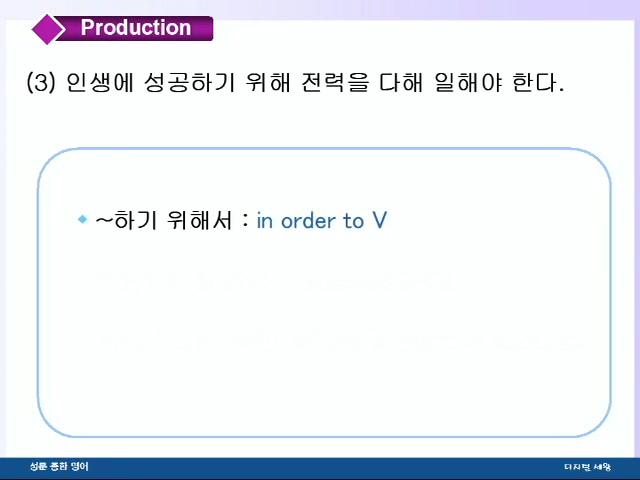 Production
(3) 인생에 성공하기 위해 전력을 다해 일해야 한다.
~하기 위해서 : in order to V
성문 종합 영어
디지털 세왕